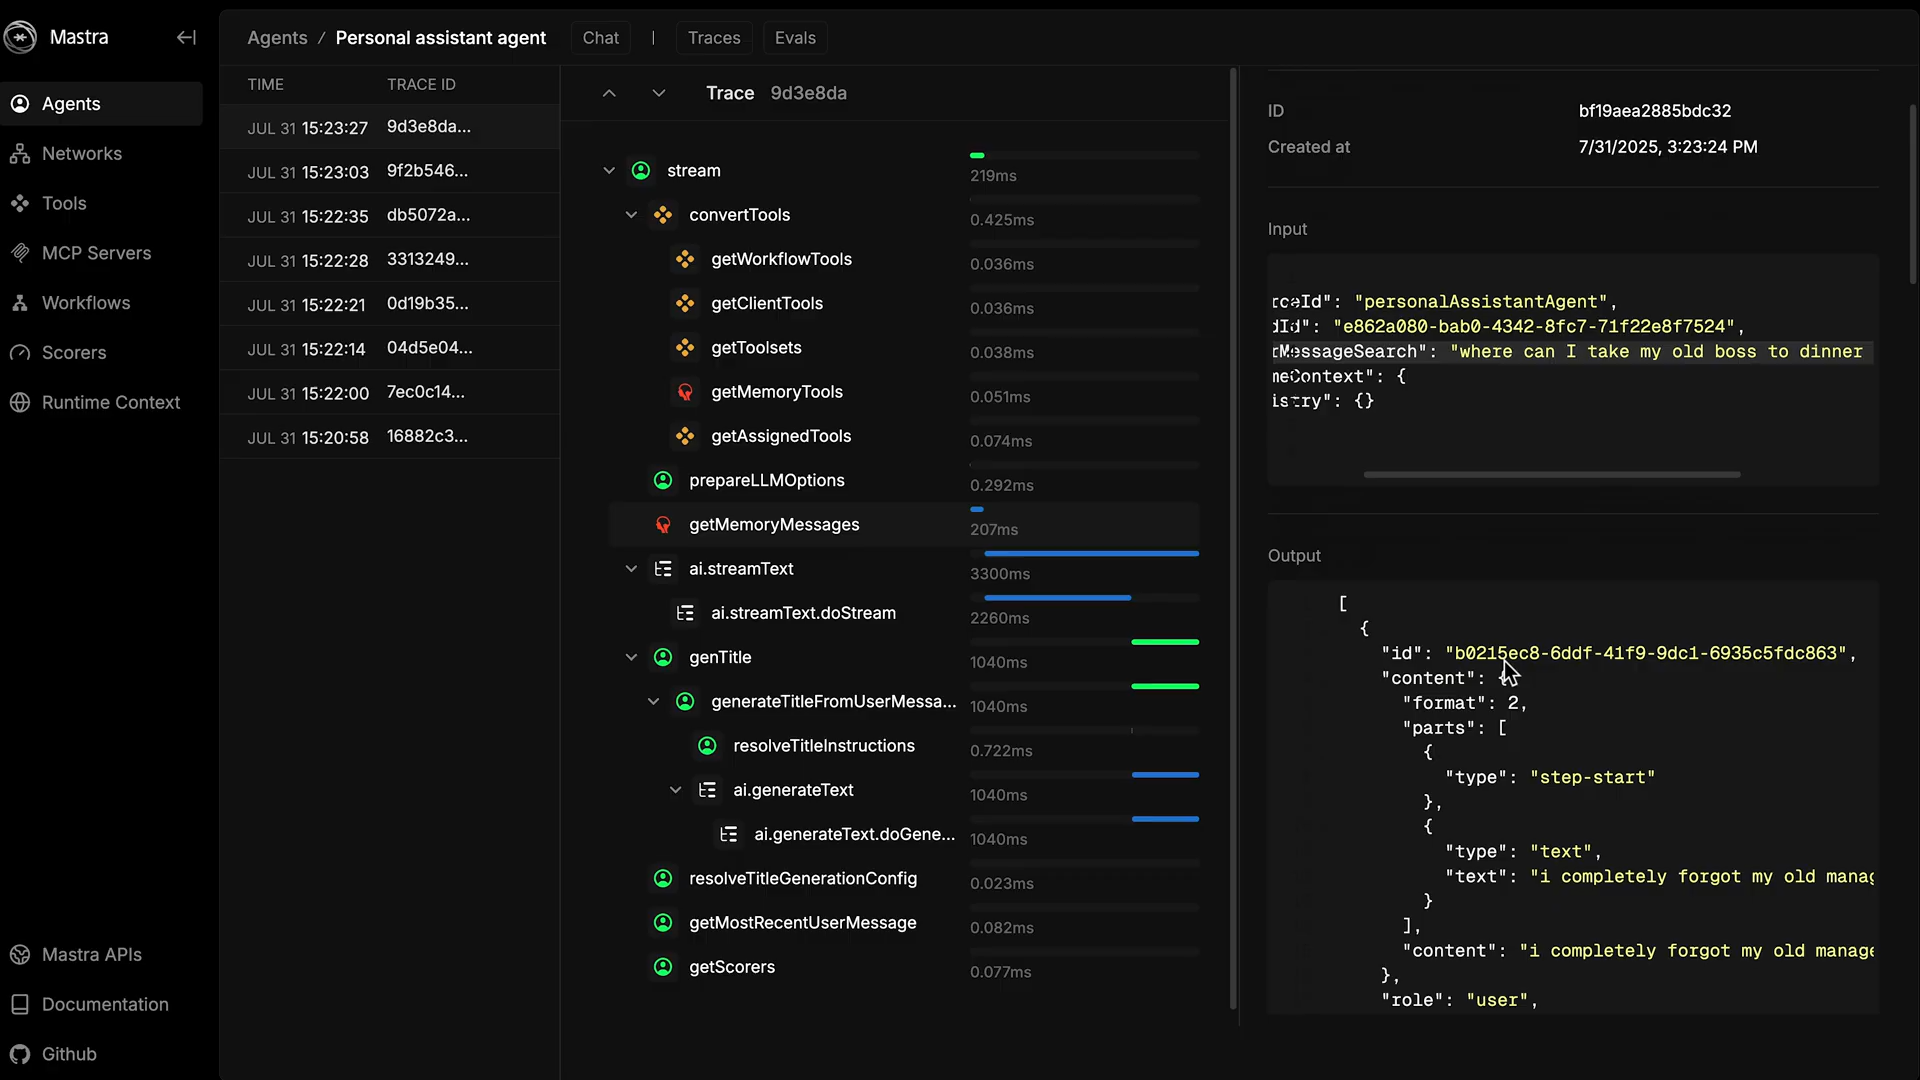 Mastra
Agents
Networks
Tools
MCP Servers
Workflows
Scorers
Runtime Context
Mastra APIs
Documentation
Github
Agents / Personal assistant agent Chat | Traces Evals
TIME TRACE ID
JUL 31 15:23:27 9d3e8da...
JUL 31 15:23:03 9f2b546...
JUL 31 15:22:35 db5072a...
JUL 31 15:22:28 3313249...
JUL 31 15:22:21 0d19b35...
JUL 31 15:22:14 04d5e04...
JUL 31 15:22:00 7ec0c14...
JUL 31 15:20:58 16882c3...
Trace 9d3e8da
stream 219ms
convertTools 0.425ms
getWorkflowTools 0.036ms
getClientTools 0.036ms
getToolsets 0.038ms
getMemoryTools 0.051ms
getAssignedTools 0.074ms
prepareLLMOptions 0.292ms
getMemoryMessages 207ms
ai.streamText 3300ms
ai.streamText.doStream 2260ms
genTitle 1040ms
generateTitleFromUserMessa... 1040ms
resolveTitleInstructions 0.722ms
ai.generateText 1040ms
ai.generateText.doGene... 1040ms
resolveTitleGenerationConfig 0.023ms
getMostRecentUserMessage 0.082ms
getScorers 0.077ms
ID bf19aea2885bdc32
Created at 7/31/2025, 3:23:24 PM
Input
rceId": "personalAssistantAgent",
dId": "e862a080-bab0-4342-8fc7-71f22e8f7524",
rMessageSearch": "where can I take my old boss to dinner
meContext": {
istry": {}
Output
[
{
"id": "b0215ec8-6ddf-41f9-9dc1-6935c5fdc863",
"content": {
"format": 2,
"parts": [
{
"type": "step-start"
},
{
"type": "text",
"text": "i completely forgot my old manag
}
],
"content": "i completely forgot my old manage
},
"role": "user",